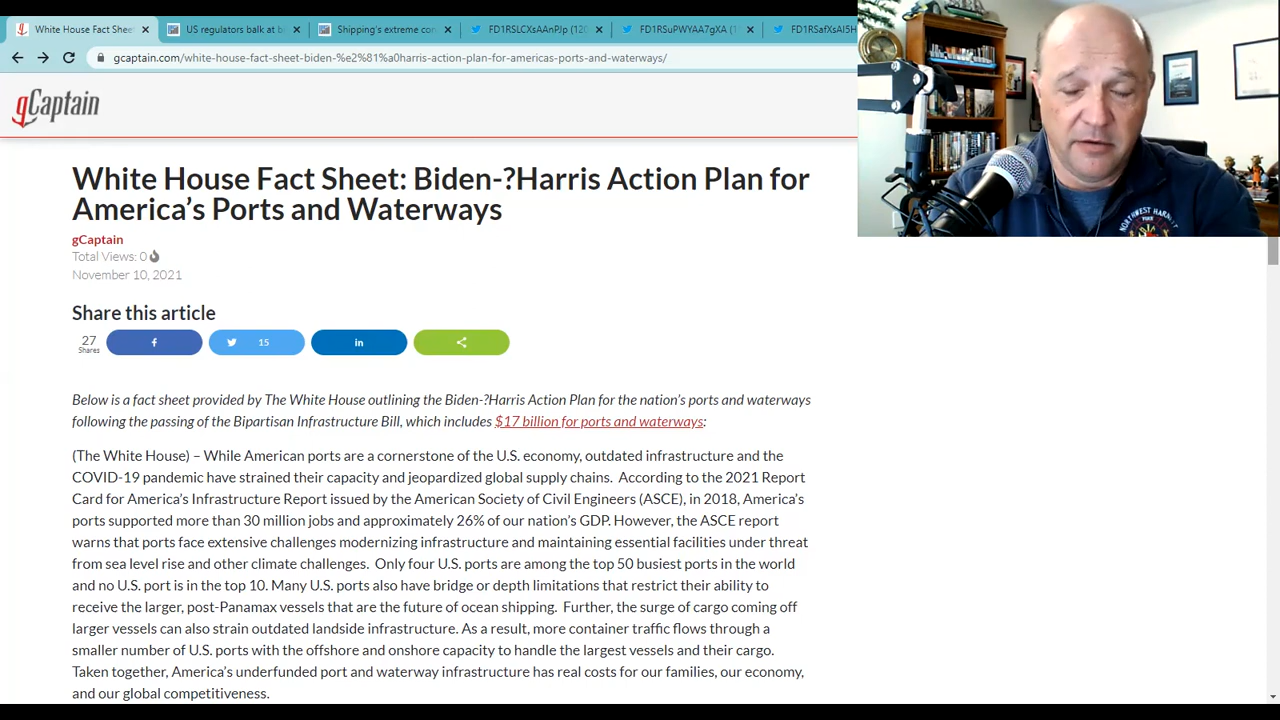 White House Fact Shee
US regulators balk at bi
Shipping's extreme con
FD1RSLCXsAAnPJp (120
FD1RSuPWYAA7gXA (1
FD1RSafXsAI5H
gcaptain.com/white-house-fact-sheet-biden-%e2%81%a0harris-action-plan-for-americas-ports-and-waterways/
gCaptain
White House Fact Sheet: Biden-?Harris Action Plan for
America's Ports and Waterways
gCaptain
Total Views: 0
November 10, 2021
Share this article
27
Shares
15
Below is a fact sheet provided by The White House outlining the Biden-?Harris Action Plan for the nation's ports and waterways
following the passing of the Bipartisan Infrastructure Bill, which includes $17 billion for ports and waterways:
(The White House) – While American ports are a cornerstone of the U.S. economy, outdated infrastructure and the
COVID-19 pandemic have strained their capacity and jeopardized global supply chains.  According to the 2021 Report
Card for America's Infrastructure Report issued by the American Society of Civil Engineers (ASCE), in 2018, America's
ports supported more than 30 million jobs and approximately 26% of our nation's GDP. However, the ASCE report
warns that ports face extensive challenges modernizing infrastructure and maintaining essential facilities under threat
from sea level rise and other climate challenges.  Only four U.S. ports are among the top 50 busiest ports in the world
and no U.S. port is in the top 10. Many U.S. ports also have bridge or depth limitations that restrict their ability to
receive the larger, post-Panamax vessels that are the future of ocean shipping.  Further, the surge of cargo coming off
larger vessels can also strain outdated landside infrastructure. As a result, more container traffic flows through a
smaller number of U.S. ports with the offshore and onshore capacity to handle the largest vessels and their cargo.
Taken together, America's underfunded port and waterway infrastructure has real costs for our families, our economy,
and our global competitiveness.
NORTHWEST HARNETT
FIRE